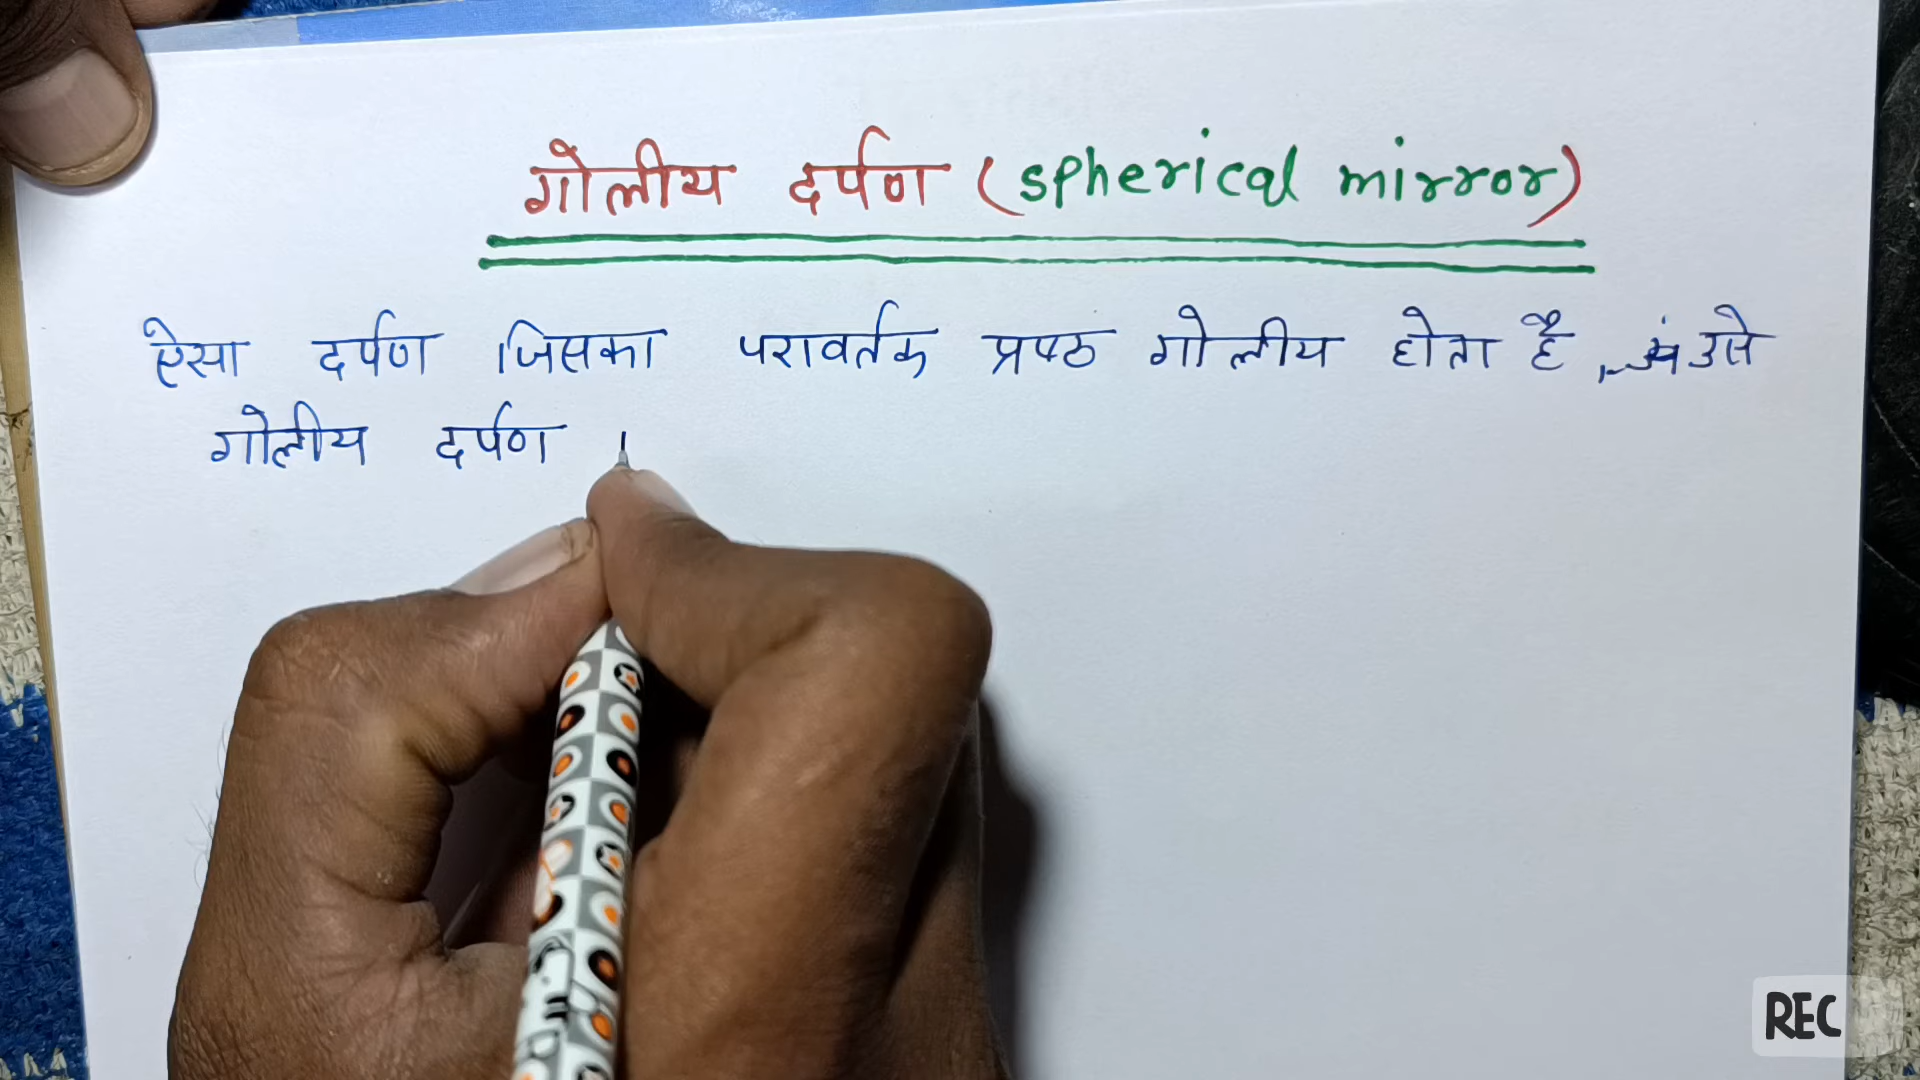 गोलीय दर्पण (spherical mirror)
ऐसा दर्पण जिसका परावर्तक प्रष्ठ गोलीय होता है, उसे
गोलीय दर्पण
REC